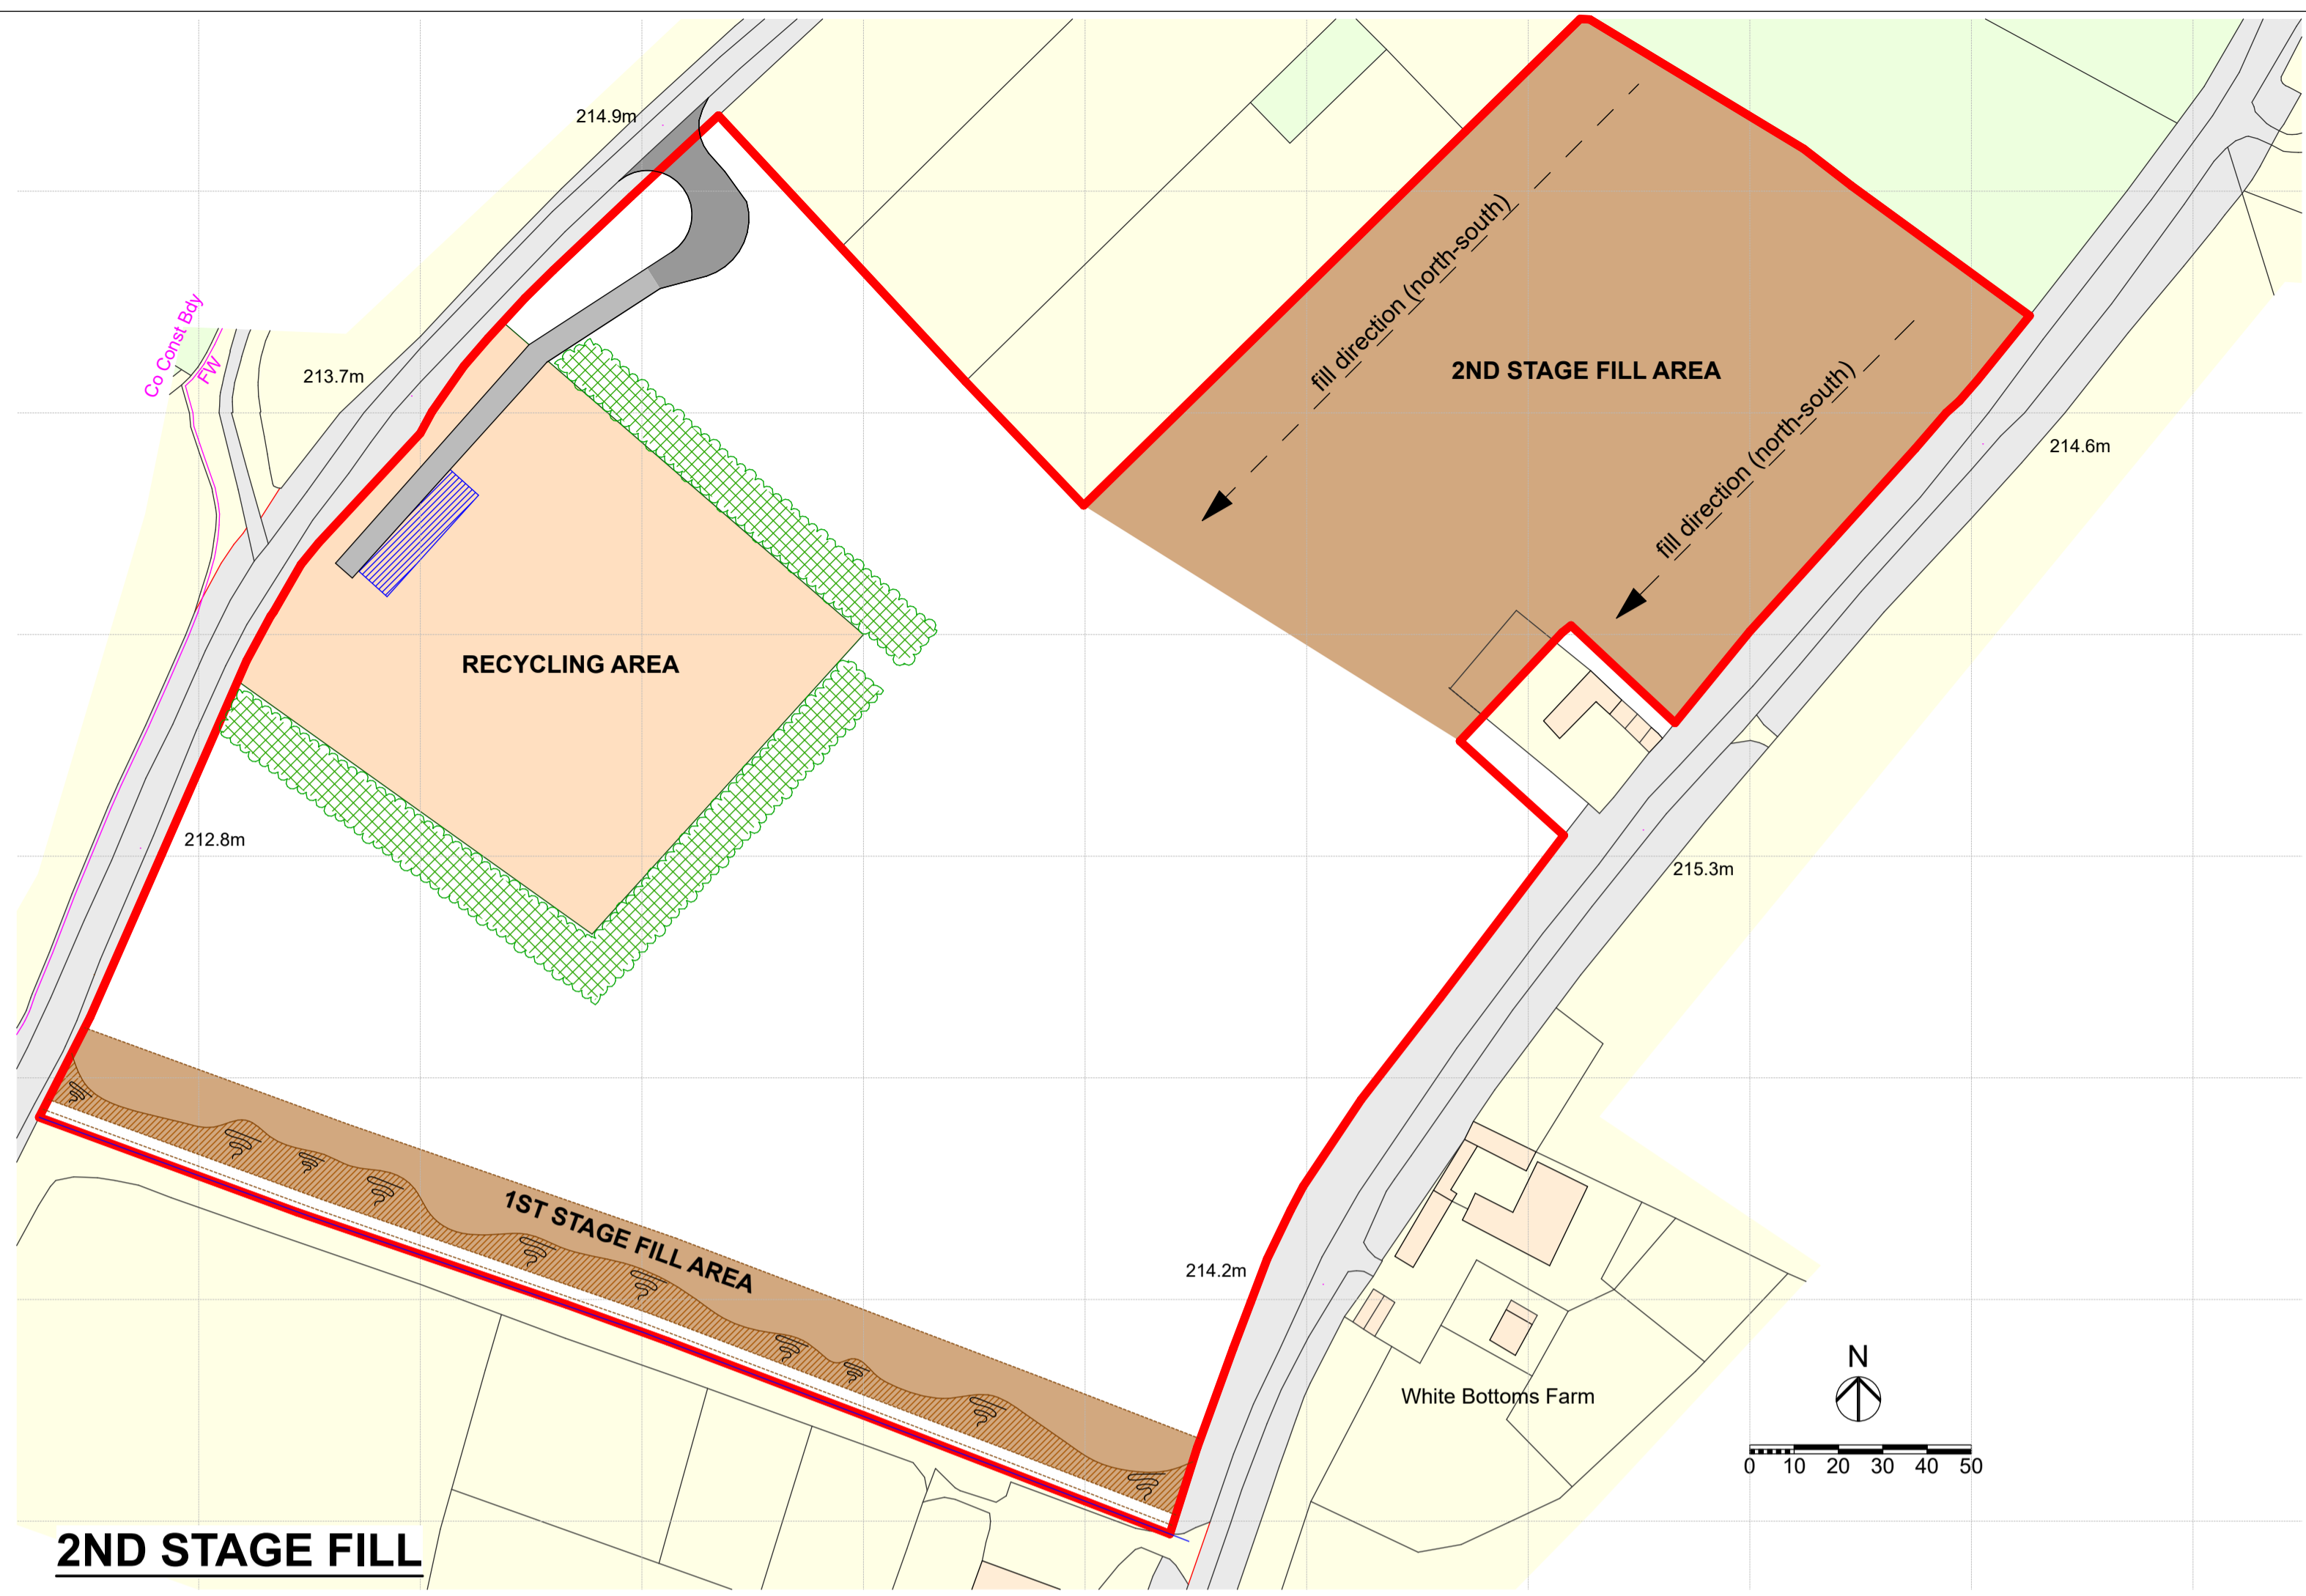 214.9m
Co Const Bdy
FW
213.7m
fill direction (north-south)
2ND STAGE FILL AREA
fill direction (north-south)
214.6m
RECYCLING AREA
212.8m
215.3m
1ST STAGE FILL AREA
214.2m
White Bottoms Farm
N
0 10 20 30 40 50
2ND STAGE FILL